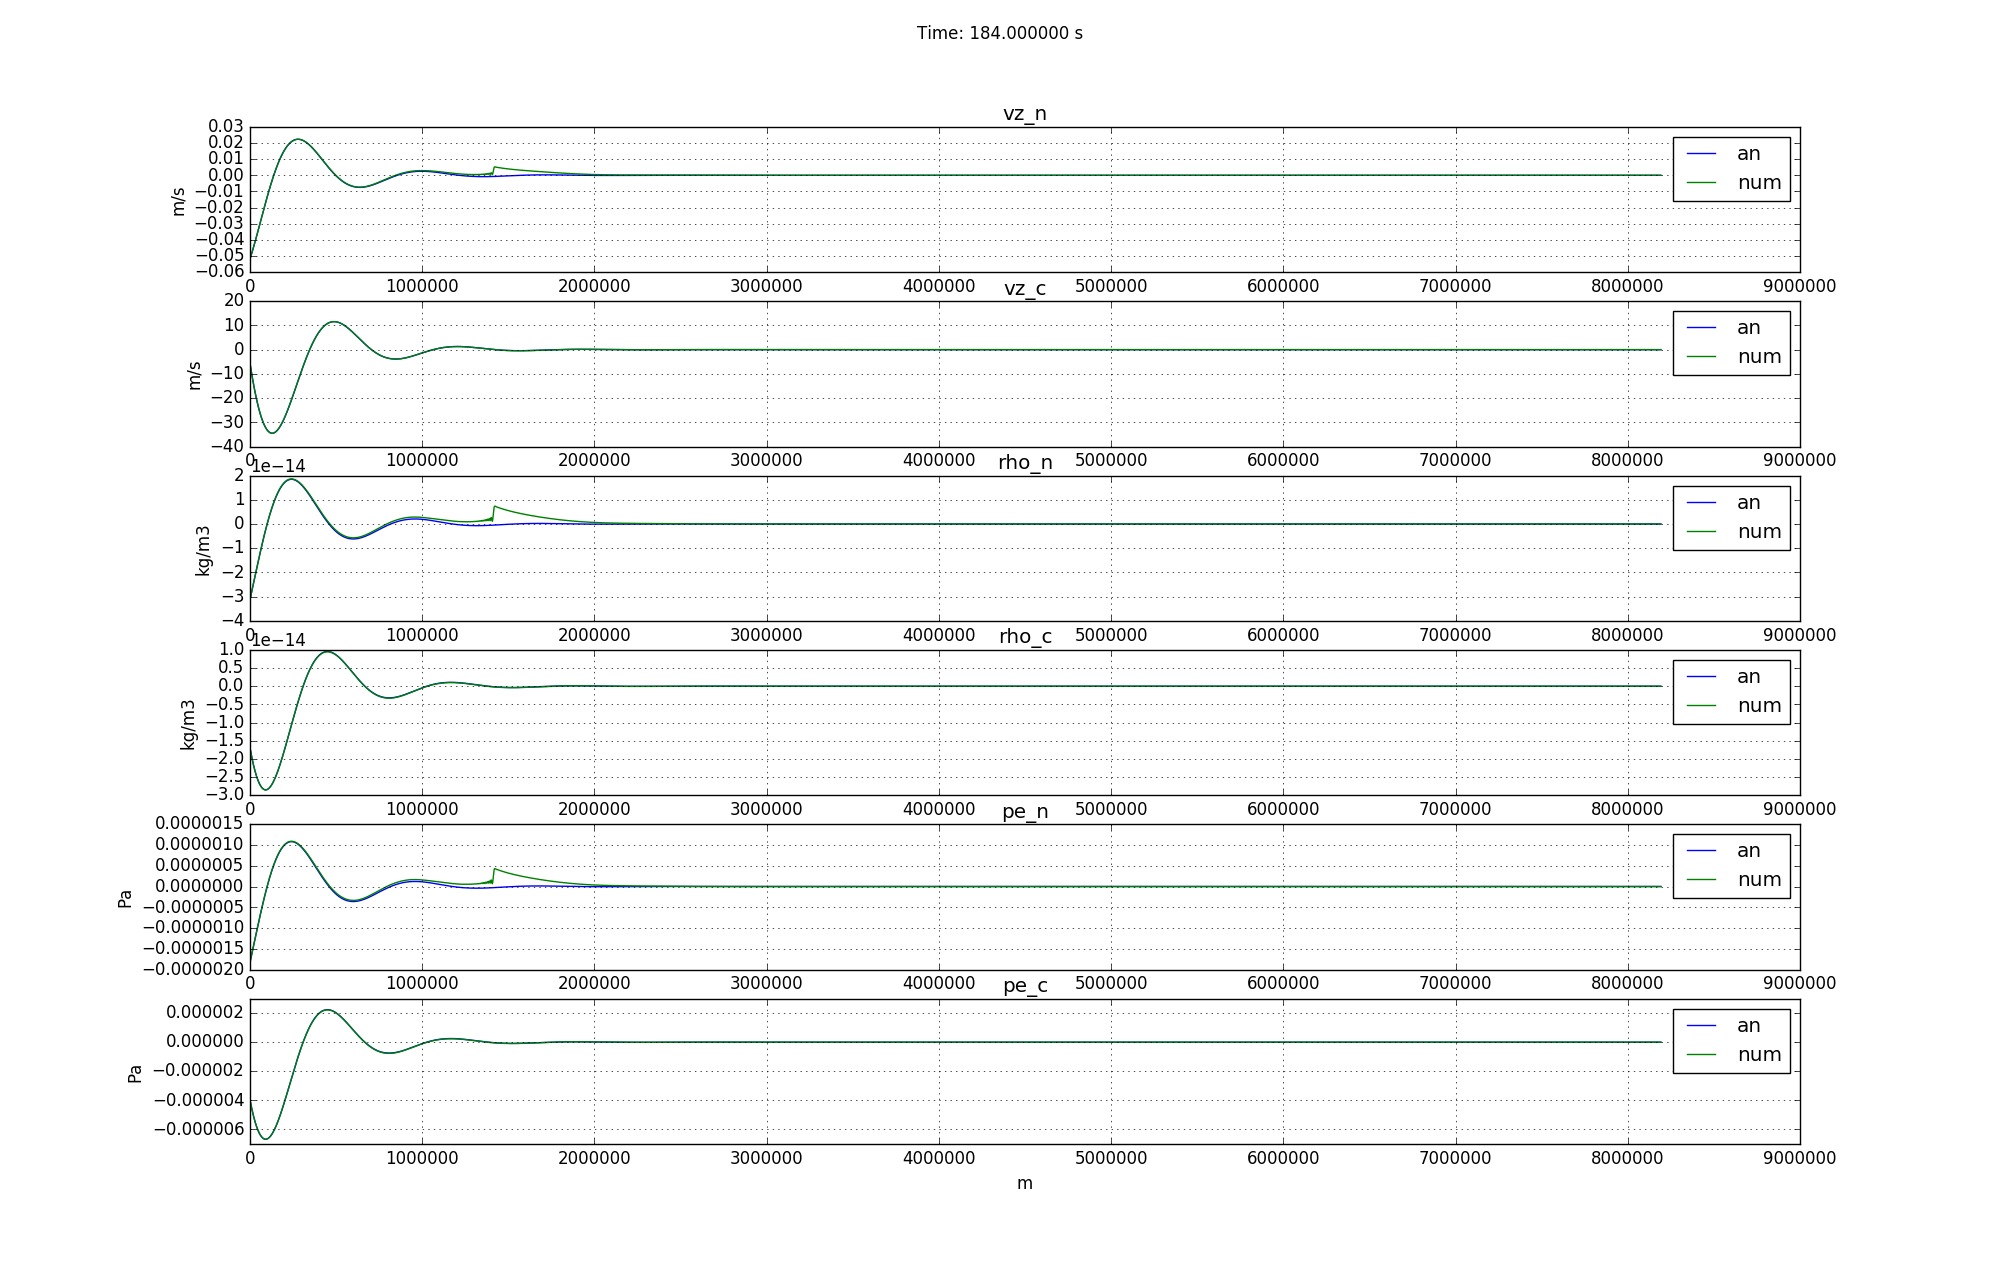 Time: 184.000000 s
vz_n
0.03
0.02
0.01
0.00
−0.01
−0.02
−0.03
−0.04
−0.05
−0.06
m/s
an
num
0 1000000 2000000 3000000 4000000 5000000 6000000 7000000 8000000 9000000
vz_c
20
10
0
−10
−20
−30
−40
m/s
an
num
0 1000000 2000000 3000000 4000000 5000000 6000000 7000000 8000000 9000000
1e−14
rho_n
2
1
0
−1
−2
−3
−4
kg/m3
an
num
0 1000000 2000000 3000000 4000000 5000000 6000000 7000000 8000000 9000000
1e−14
rho_c
1.0
0.5
0.0
−0.5
−1.0
−1.5
−2.0
−2.5
−3.0
kg/m3
an
num
0 1000000 2000000 3000000 4000000 5000000 6000000 7000000 8000000 9000000
pe_n
0.0000015
0.0000010
0.0000005
0.0000000
−0.0000005
−0.0000010
−0.0000015
−0.0000020
Pa
an
num
0 1000000 2000000 3000000 4000000 5000000 6000000 7000000 8000000 9000000
pe_c
0.000002
0.000000
−0.000002
−0.000004
−0.000006
Pa
an
num
0 1000000 2000000 3000000 4000000 5000000 6000000 7000000 8000000 9000000
m